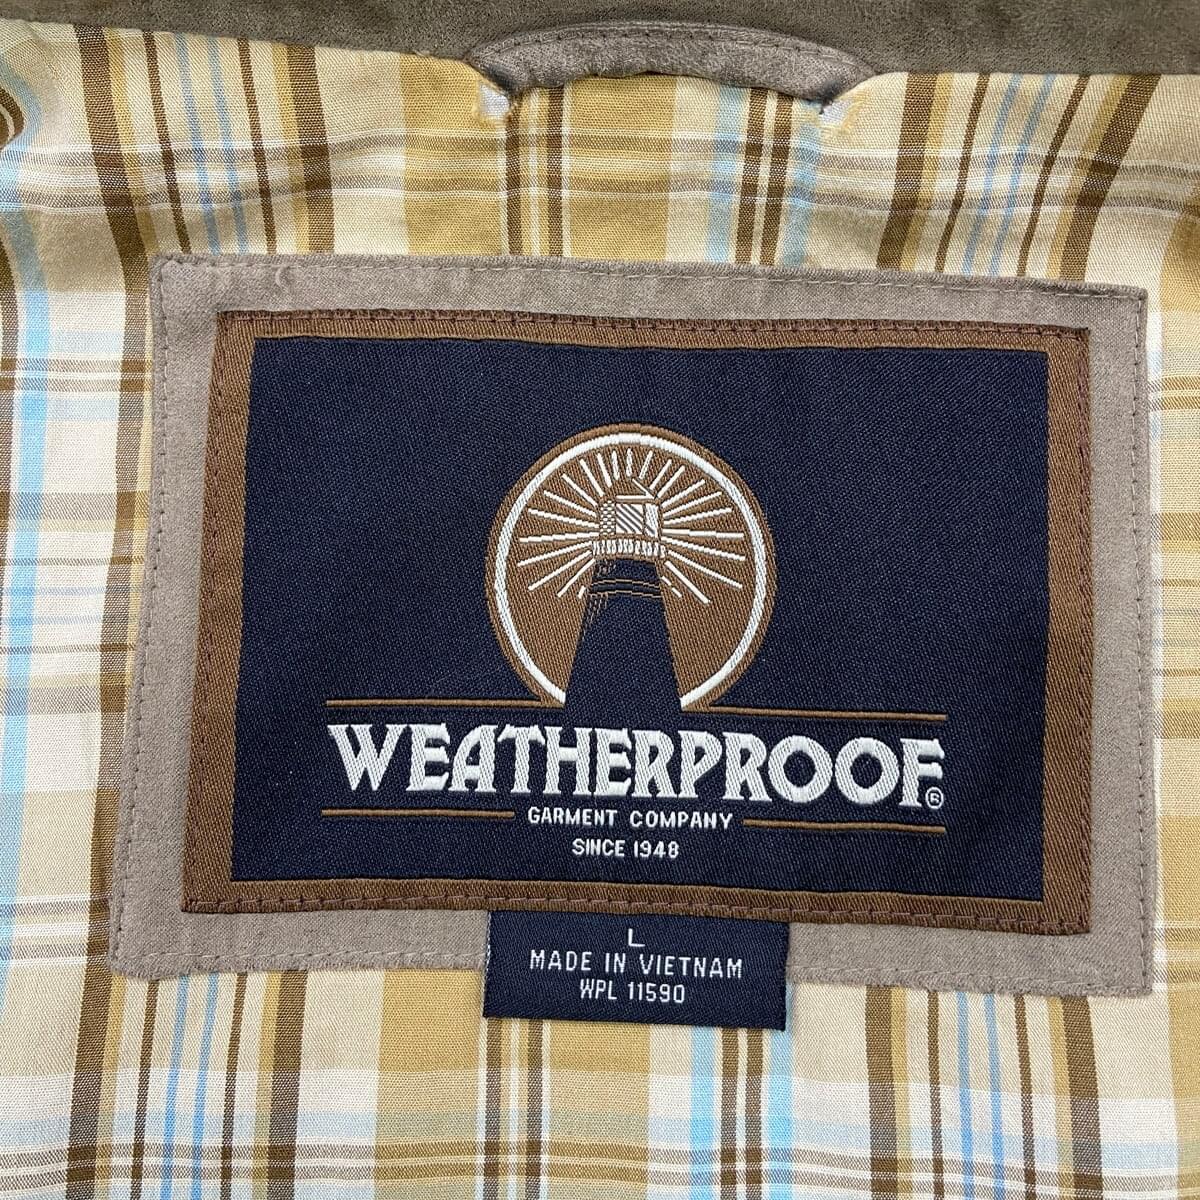 WEATHERPROOF®
GARMENT COMPANY
SINCE 1948
L
MADE IN VIETNAM
WPL 11590